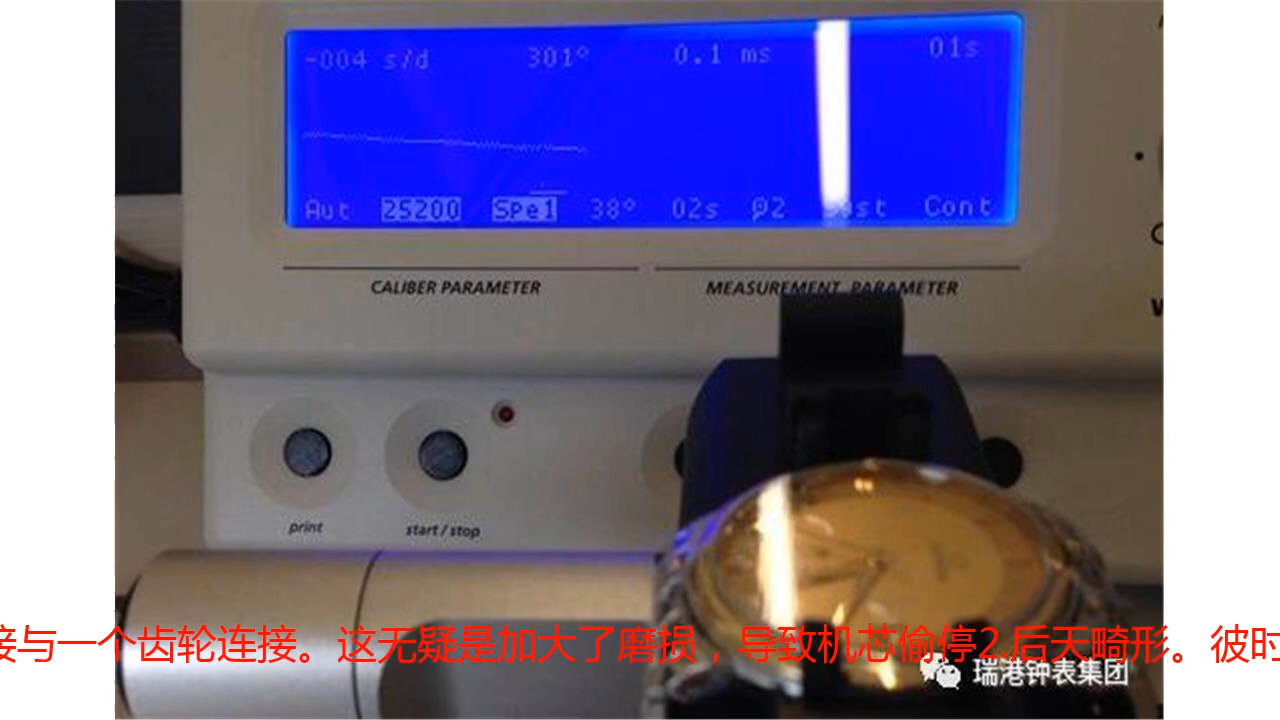 -004 s/d 301° 0.1 ms 01s
Aut 25200 Spe1 38° 02s Ø2 Cont
CALIBER PARAMETER MEASUREMENT PARAMETER
print start / stop
接与一个齿轮连接。这无疑是加大了磨损，导致机芯偷停2.后天畸形。彼时
瑞港钟表集团